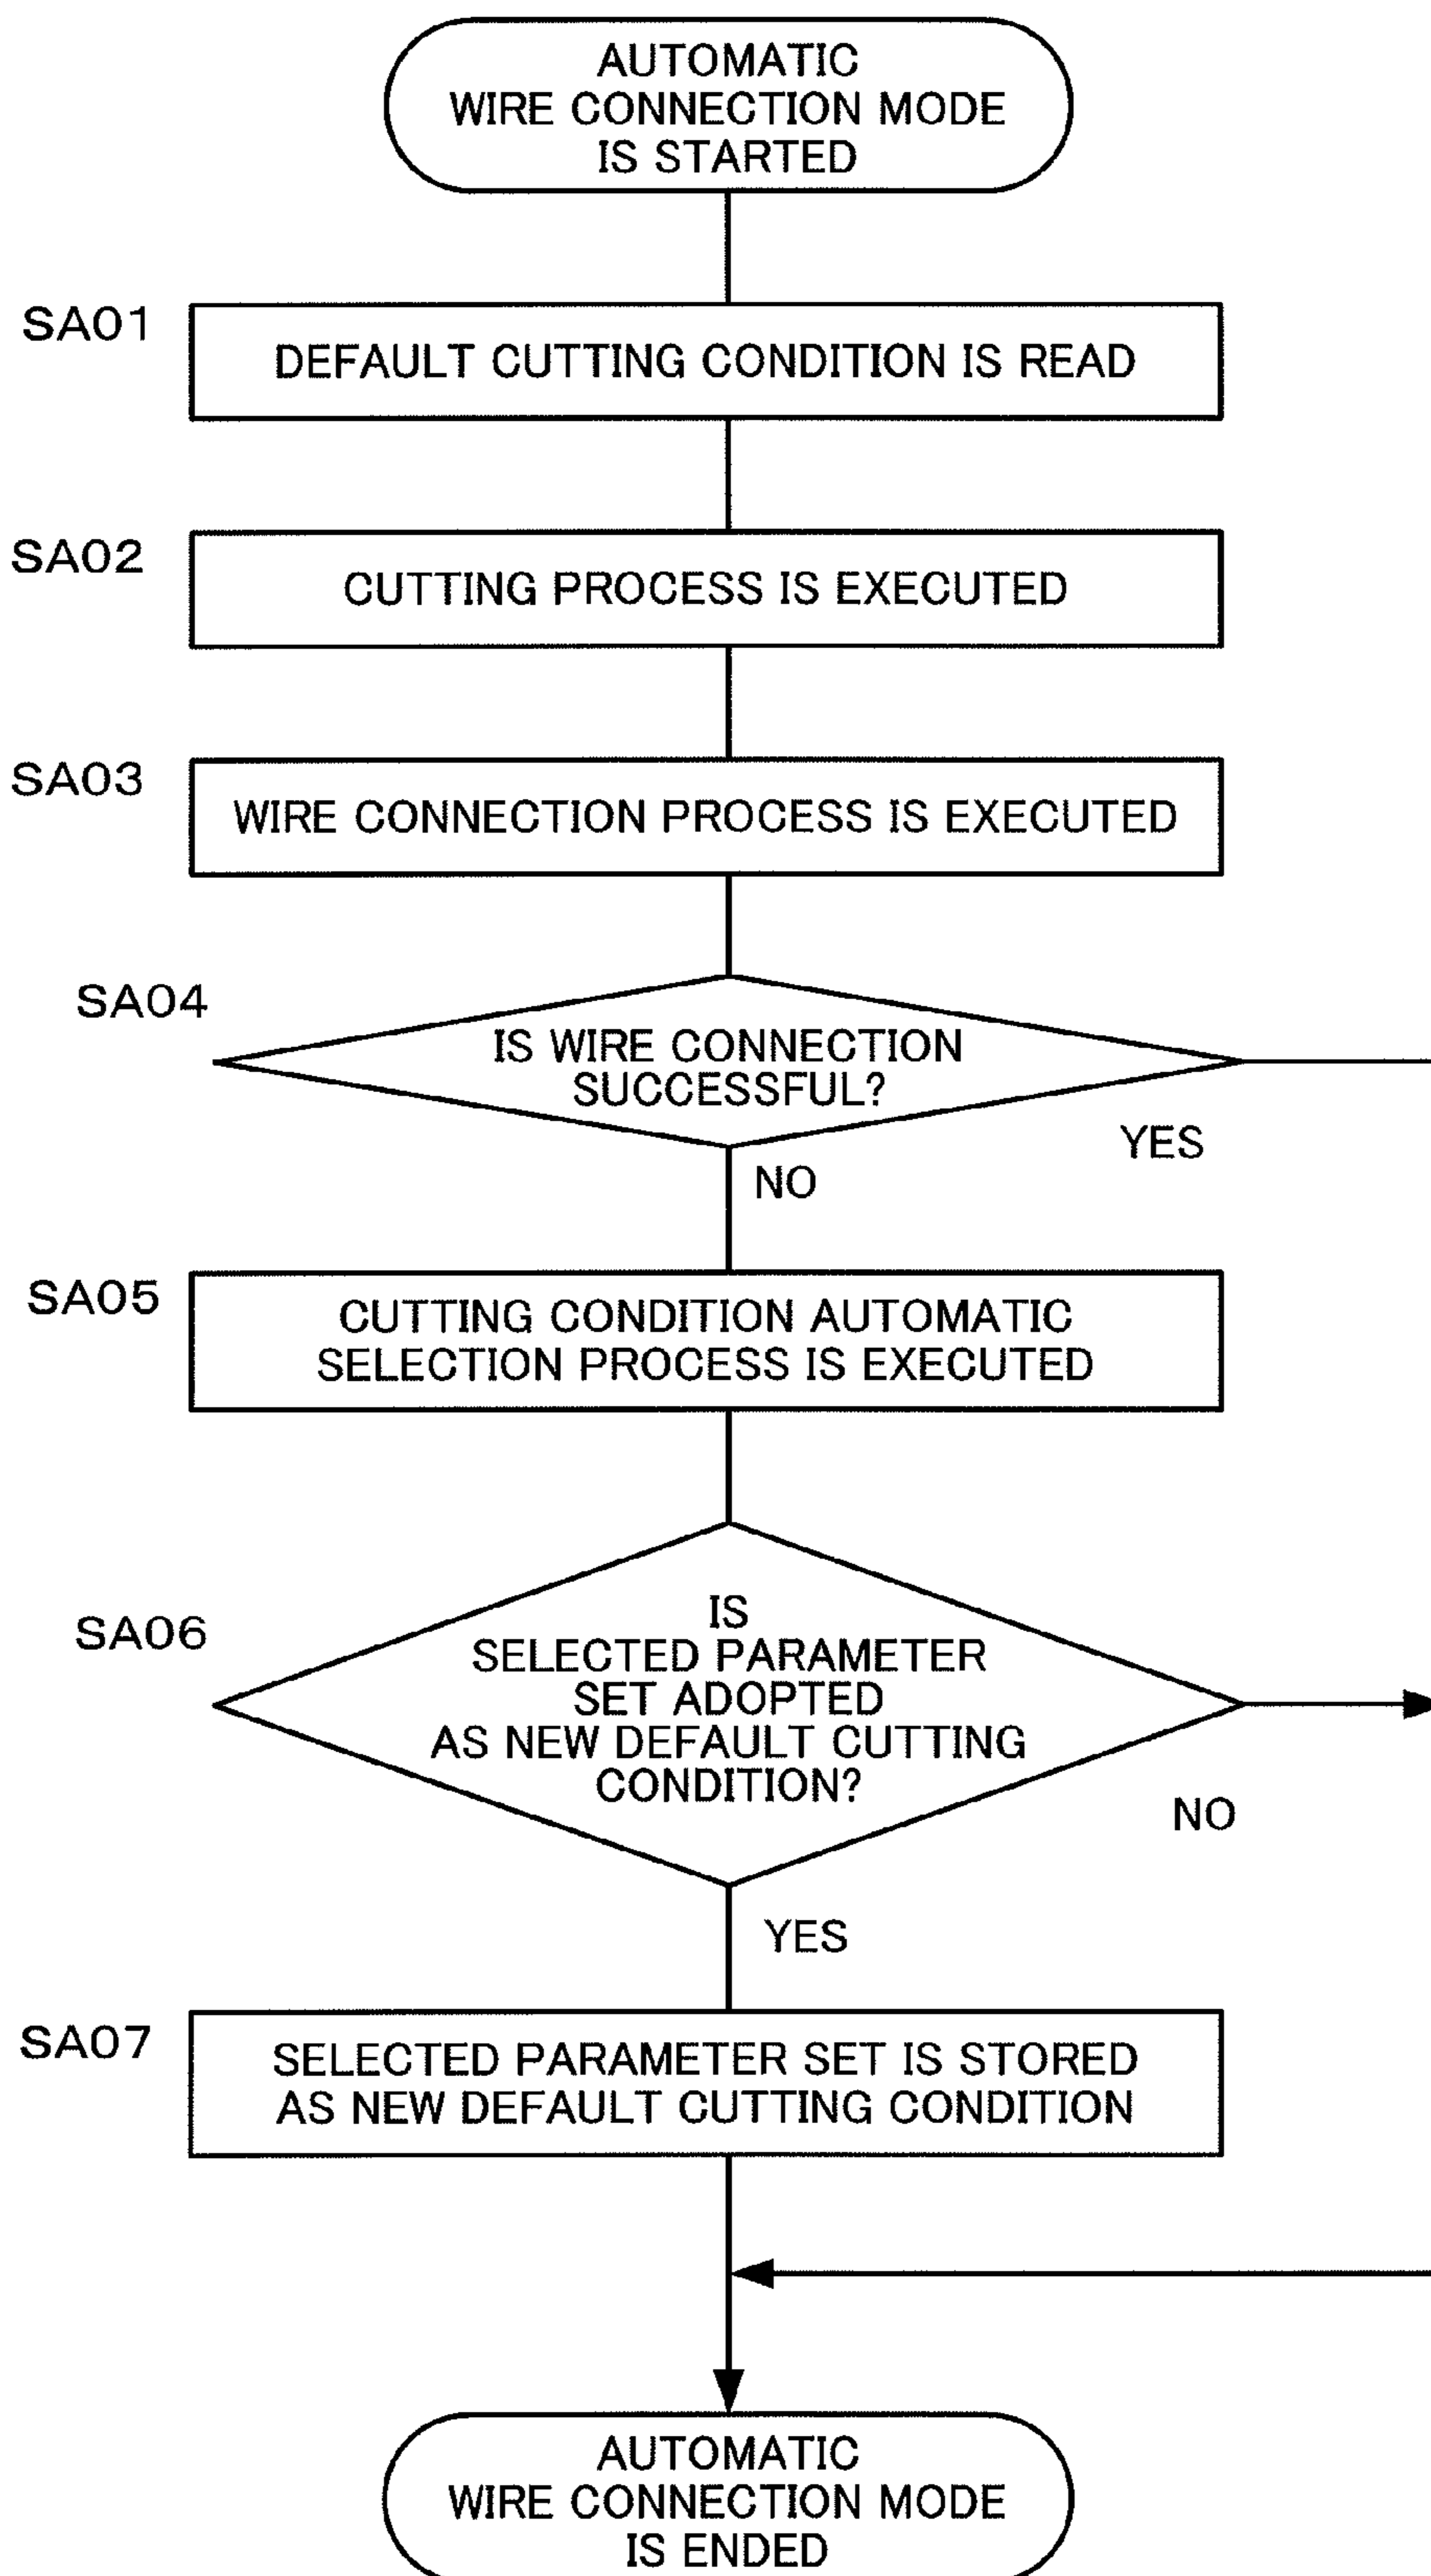 AUTOMATIC
WIRE CONNECTION MODE
IS STARTED
SA01
DEFAULT CUTTING CONDITION IS READ
SA02
CUTTING PROCESS IS EXECUTED
SA03
WIRE CONNECTION PROCESS IS EXECUTED
SA04
IS WIRE CONNECTION
SUCCESSFUL?
YES
NO
SA05
CUTTING CONDITION AUTOMATIC
SELECTION PROCESS IS EXECUTED
SA06
IS
SELECTED PARAMETER
SET ADOPTED
AS NEW DEFAULT CUTTING
CONDITION?
NO
YES
SA07
SELECTED PARAMETER SET IS STORED
AS NEW DEFAULT CUTTING CONDITION
AUTOMATIC
WIRE CONNECTION MODE
IS ENDED